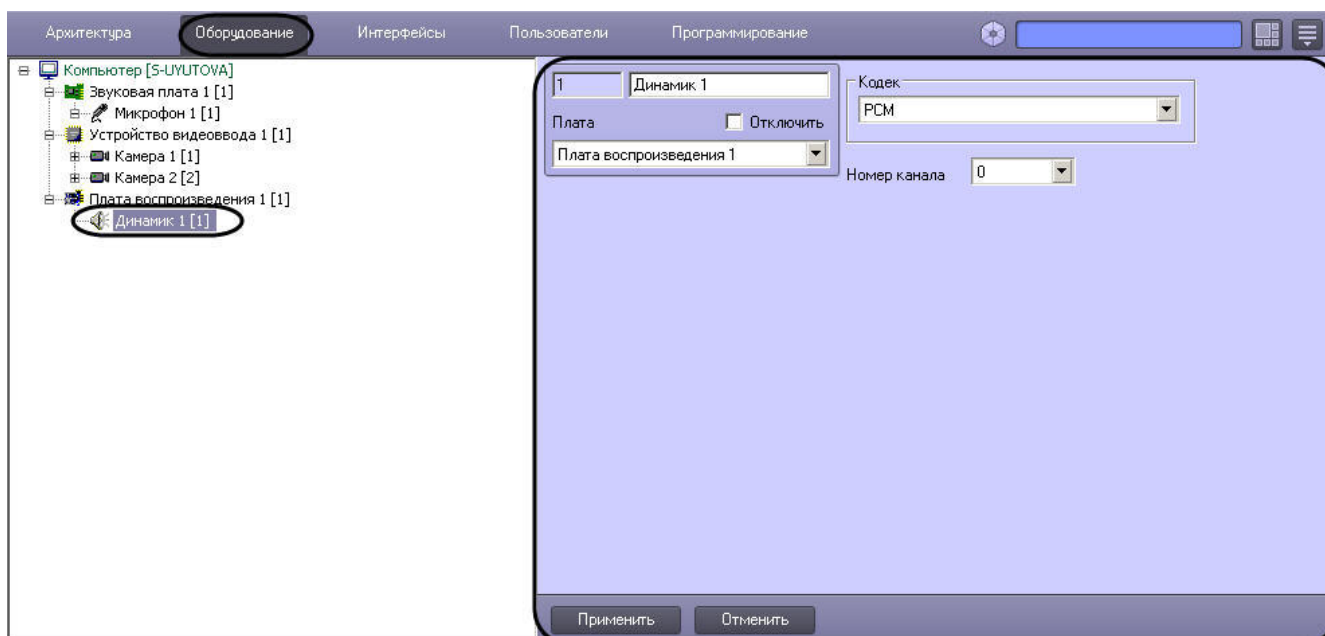 Архитектура Оборудование Интерфейсы Пользователи Программирование
Компьютер [S-UYUTOVA]
Звуковая плата 1 [1]
Микрофон 1 [1]
Устройство видеоввода 1 [1]
Камера 1 [1]
Камера 2 [2]
Плата воспроизведения 1 [1]
Динамик 1 [1]
1 Динамик 1
Плата Отключить
Плата воспроизведения 1
Кодек
PCM
Номер канала 0
Применить Отменить